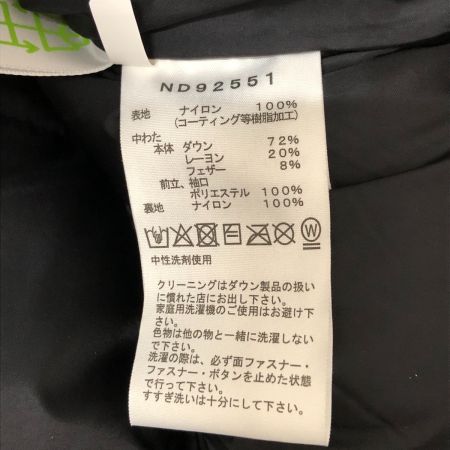 ND92551
表地 ナイロン 100%
(コーティング等樹脂加工)
中わた
本体 ダウン 72%
レーヨン 20%
フェザー 8%
前立、袖口
ポリエステル 100%
裏地 ナイロン 100%
W
中性洗剤使用
クリーニングはダウン製品の扱い
に慣れた店にお出し下さい。
家庭用洗濯機のご使用はお避け下
さい。
色物は他の物と一緒に洗濯しない
で下さい。
洗濯の際は、必ず面ファスナー・
ファスナー・ボタンを止めた状態
で行って下さい。
すすぎ洗いは十分にして下さい。